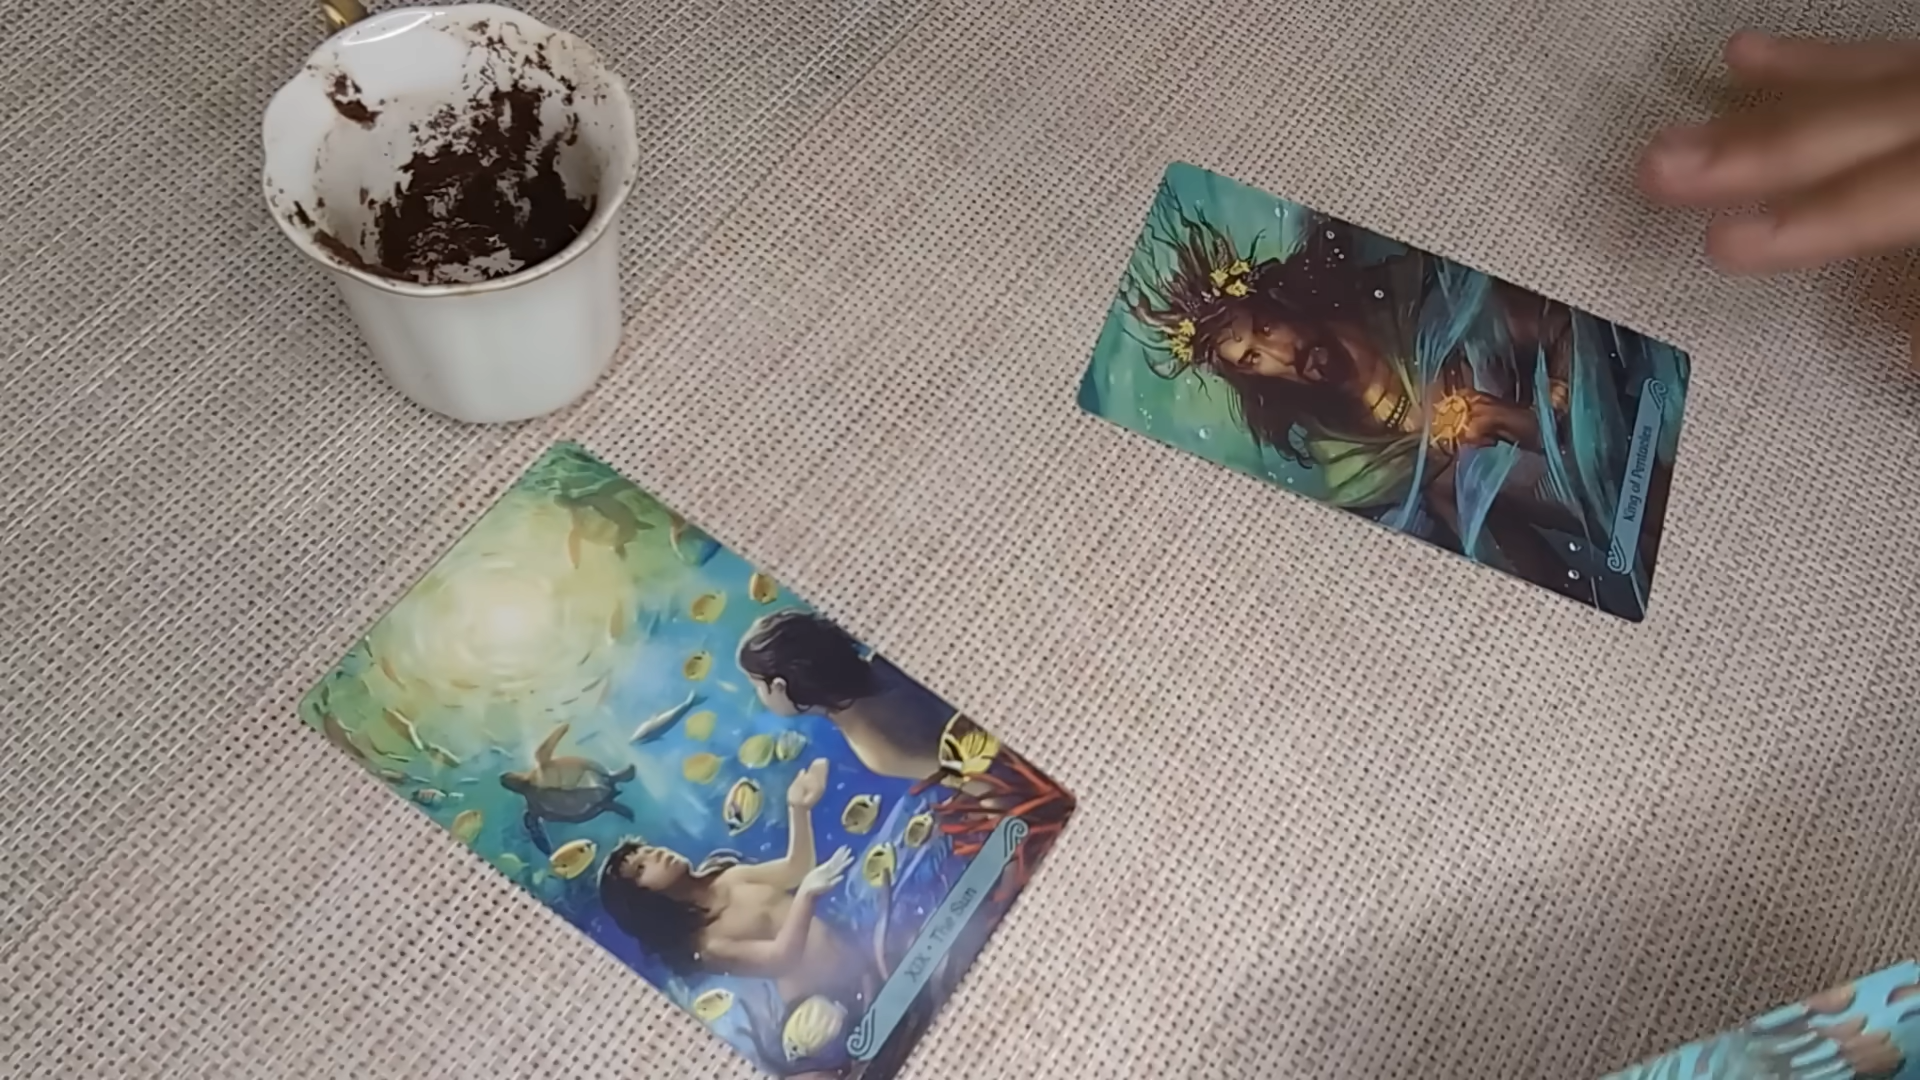 King of Pentacles
XIX • The Sun